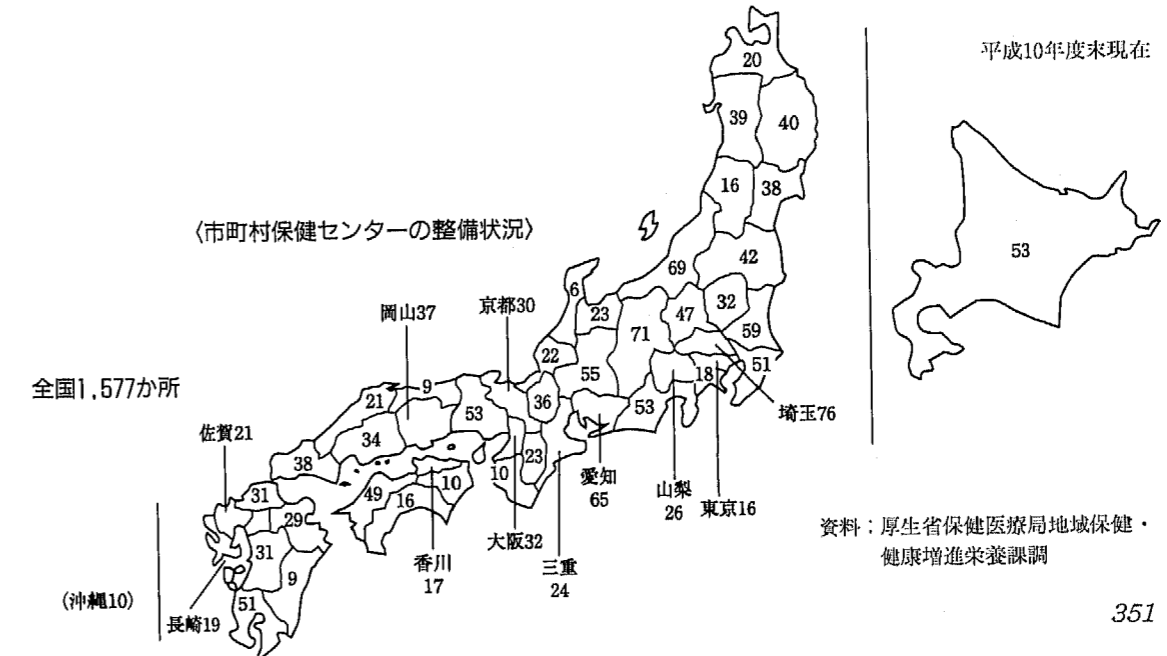 平成10年度末現在
〈市町村保健センターの整備状況〉
全国1,577か所
20
39
40
16
38
42
69
6
23
47
32
59
53
岡山37
京都30
71
22
55
36
18
51
埼玉76
9
21
53
53
34
佐賀21
38
23
10
愛知
65
山梨
26
東京16
31
49
16
10
29
大阪32
三重
24
香川
17
31
9
51
(沖縄10)
長崎19
資料：厚生省保健医療局地域保健・
健康増進栄養課調
351